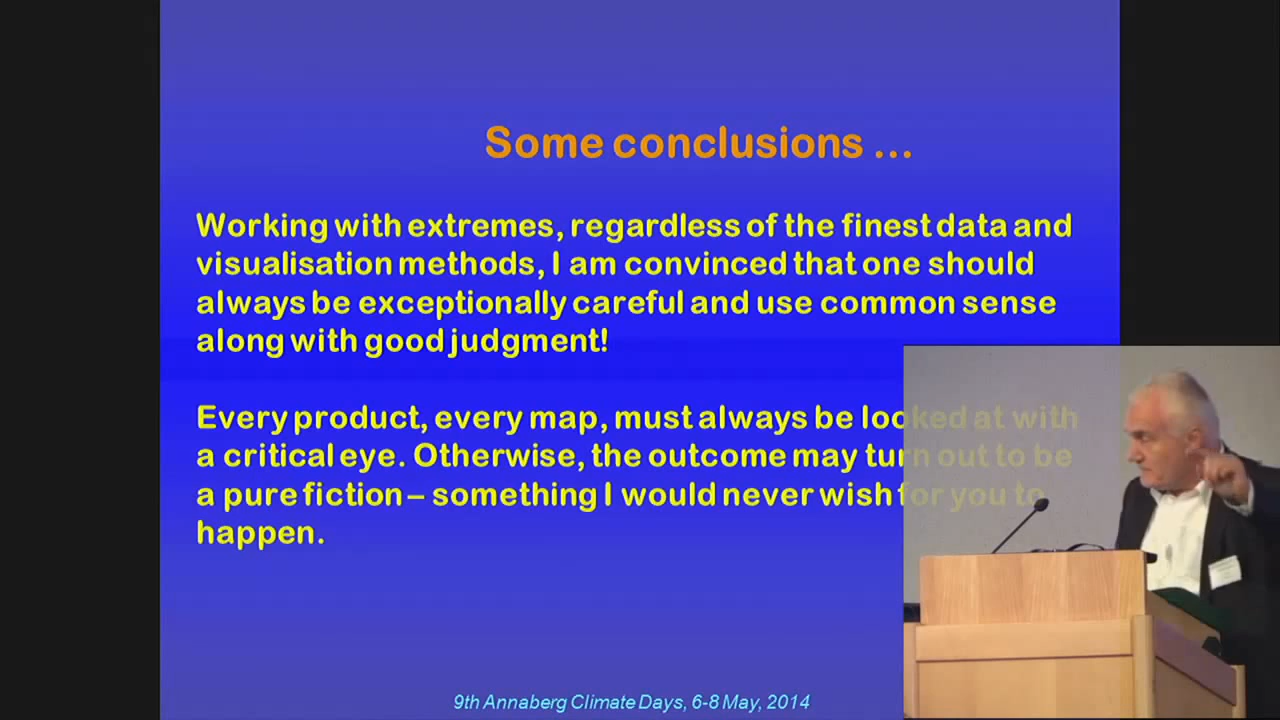 Some conclusions ...
Working with extremes, regardless of the finest data and
visualisation methods, I am convinced that one should
always be exceptionally careful and use common sense
along with good judgment!
Every product, every map, must always be looked at with
a critical eye. Otherwise, the outcome may turn out to be
a pure fiction – something I would never wish for you to
happen.
9th Annaberg Climate Days, 6-8 May, 2014